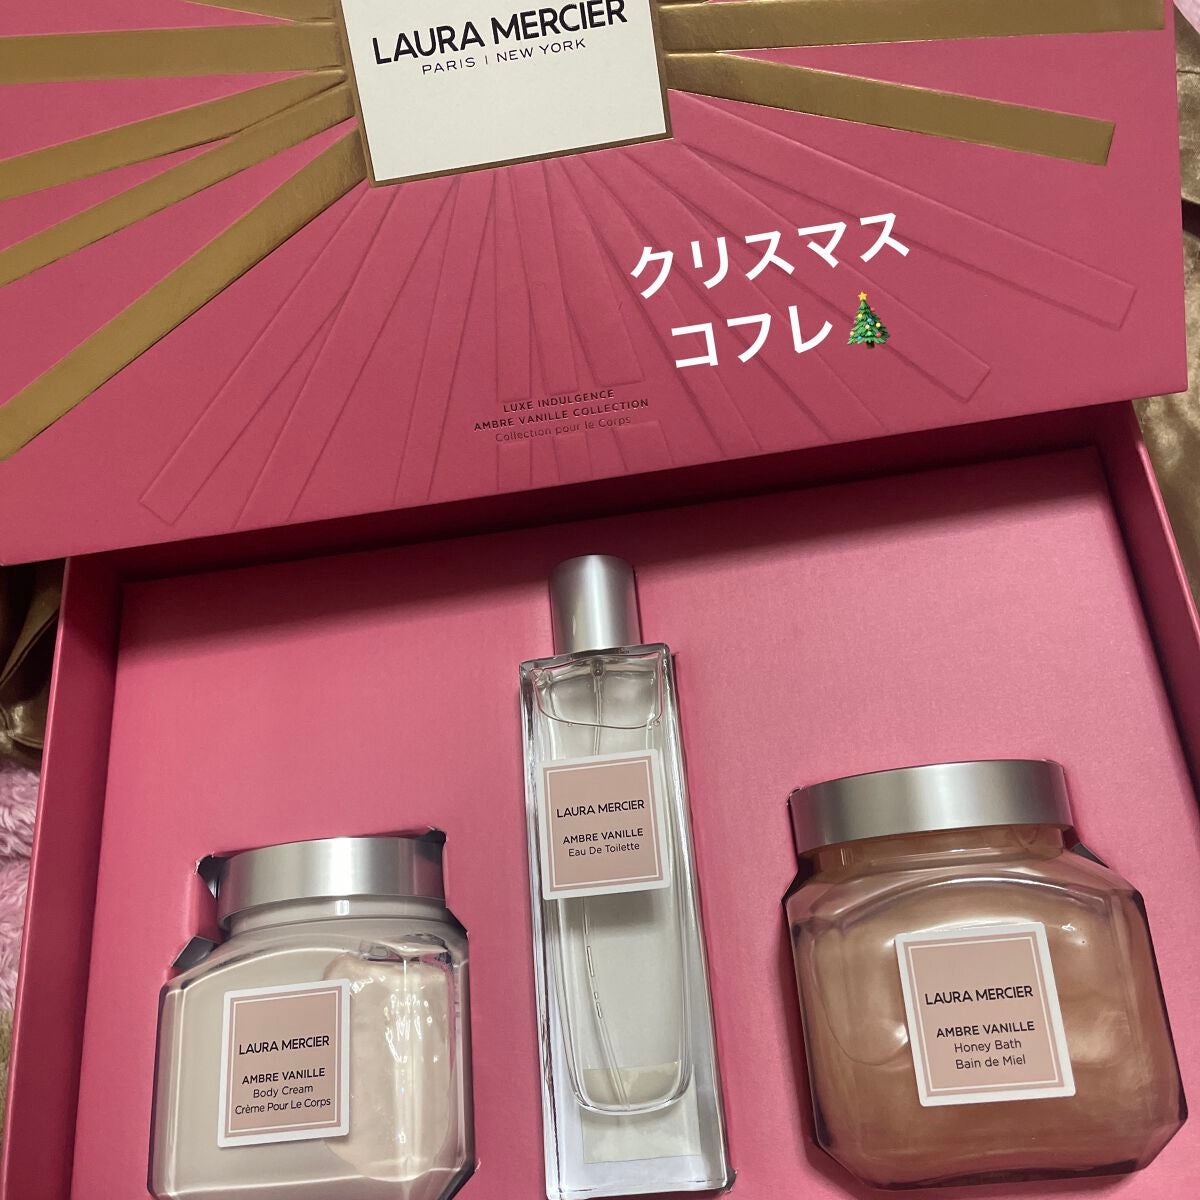 LAURA MERCIER
PARIS | NEW YORK
クリスマス
コフレ🎄
LUXE INDULGENCE
AMBRE VANILLE COLLECTION
Collection pour le Corps
LAURA MERCIER
AMBRE VANILLE
Eau De Toilette
LAURA MERCIER
AMBRE VANILLE
Body Cream
Crème Pour Le Corps
LAURA MERCIER
AMBRE VANILLE
Honey Bath
Bain de Miel